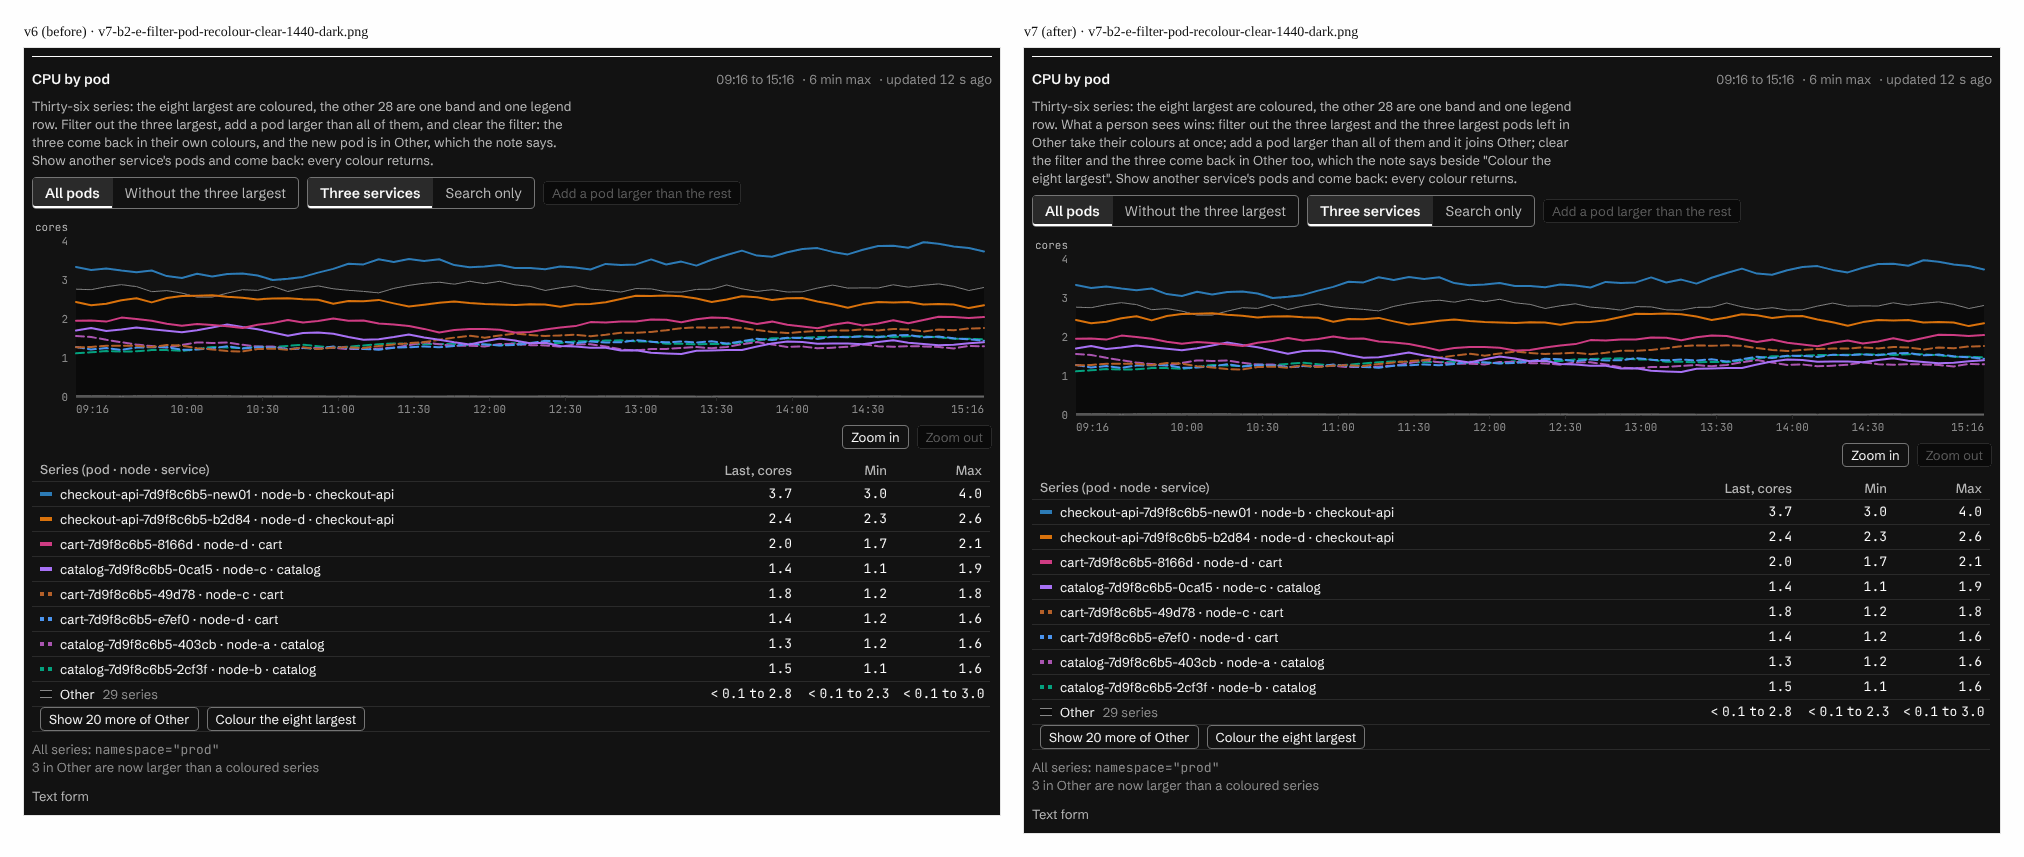 v6 (before) · v7-b2-e-filter-pod-recolour-clear-1440-dark.png
CPU by pod
09:16 to 15:16 · 6 min max · updated 12 s ago
Thirty-six series: the eight largest are coloured, the other 28 are one band and one legend
row. Filter out the three largest, add a pod larger than all of them, and clear the filter: the
three come back in their own colours, and the new pod is in Other, which the note says.
Show another service's pods and come back: every colour returns.
All pods Without the three largest Three services Search only Add a pod larger than the rest
cores
4
3
2
1
0
09:16 10:00 10:30 11:00 11:30 12:00 12:30 13:00 13:30 14:00 14:30 15:16
Zoom in Zoom out
Series (pod · node · service) Last, cores Min Max
checkout-api-7d9f8c6b5-new01 · node-b · checkout-api 3.7 3.0 4.0
checkout-api-7d9f8c6b5-b2d84 · node-d · checkout-api 2.4 2.3 2.6
cart-7d9f8c6b5-8166d · node-d · cart 2.0 1.7 2.1
catalog-7d9f8c6b5-0ca15 · node-c · catalog 1.4 1.1 1.9
cart-7d9f8c6b5-49d78 · node-c · cart 1.8 1.2 1.8
cart-7d9f8c6b5-e7ef0 · node-d · cart 1.4 1.2 1.6
catalog-7d9f8c6b5-403cb · node-a · catalog 1.3 1.2 1.6
catalog-7d9f8c6b5-2cf3f · node-b · catalog 1.5 1.1 1.6
Other 29 series < 0.1 to 2.8 < 0.1 to 2.3 < 0.1 to 3.0
Show 20 more of Other Colour the eight largest
All series: namespace="prod"
3 in Other are now larger than a coloured series
Text form
v7 (after) · v7-b2-e-filter-pod-recolour-clear-1440-dark.png
CPU by pod
09:16 to 15:16 · 6 min max · updated 12 s ago
Thirty-six series: the eight largest are coloured, the other 28 are one band and one legend
row. What a person sees wins: filter out the three largest and the three largest pods left in
Other take their colours at once; add a pod larger than all of them and it joins Other; clear
the filter and the three come back in Other too, which the note says beside "Colour the
eight largest". Show another service's pods and come back: every colour returns.
All pods Without the three largest Three services Search only Add a pod larger than the rest
cores
4
3
2
1
0
09:16 10:00 10:30 11:00 11:30 12:00 12:30 13:00 13:30 14:00 14:30 15:16
Zoom in Zoom out
Series (pod · node · service) Last, cores Min Max
checkout-api-7d9f8c6b5-new01 · node-b · checkout-api 3.7 3.0 4.0
checkout-api-7d9f8c6b5-b2d84 · node-d · checkout-api 2.4 2.3 2.6
cart-7d9f8c6b5-8166d · node-d · cart 2.0 1.7 2.1
catalog-7d9f8c6b5-0ca15 · node-c · catalog 1.4 1.1 1.9
cart-7d9f8c6b5-49d78 · node-c · cart 1.8 1.2 1.8
cart-7d9f8c6b5-e7ef0 · node-d · cart 1.4 1.2 1.6
catalog-7d9f8c6b5-403cb · node-a · catalog 1.3 1.2 1.6
catalog-7d9f8c6b5-2cf3f · node-b · catalog 1.5 1.1 1.6
Other 29 series < 0.1 to 2.8 < 0.1 to 2.3 < 0.1 to 3.0
Show 20 more of Other Colour the eight largest
All series: namespace="prod"
3 in Other are now larger than a coloured series
Text form